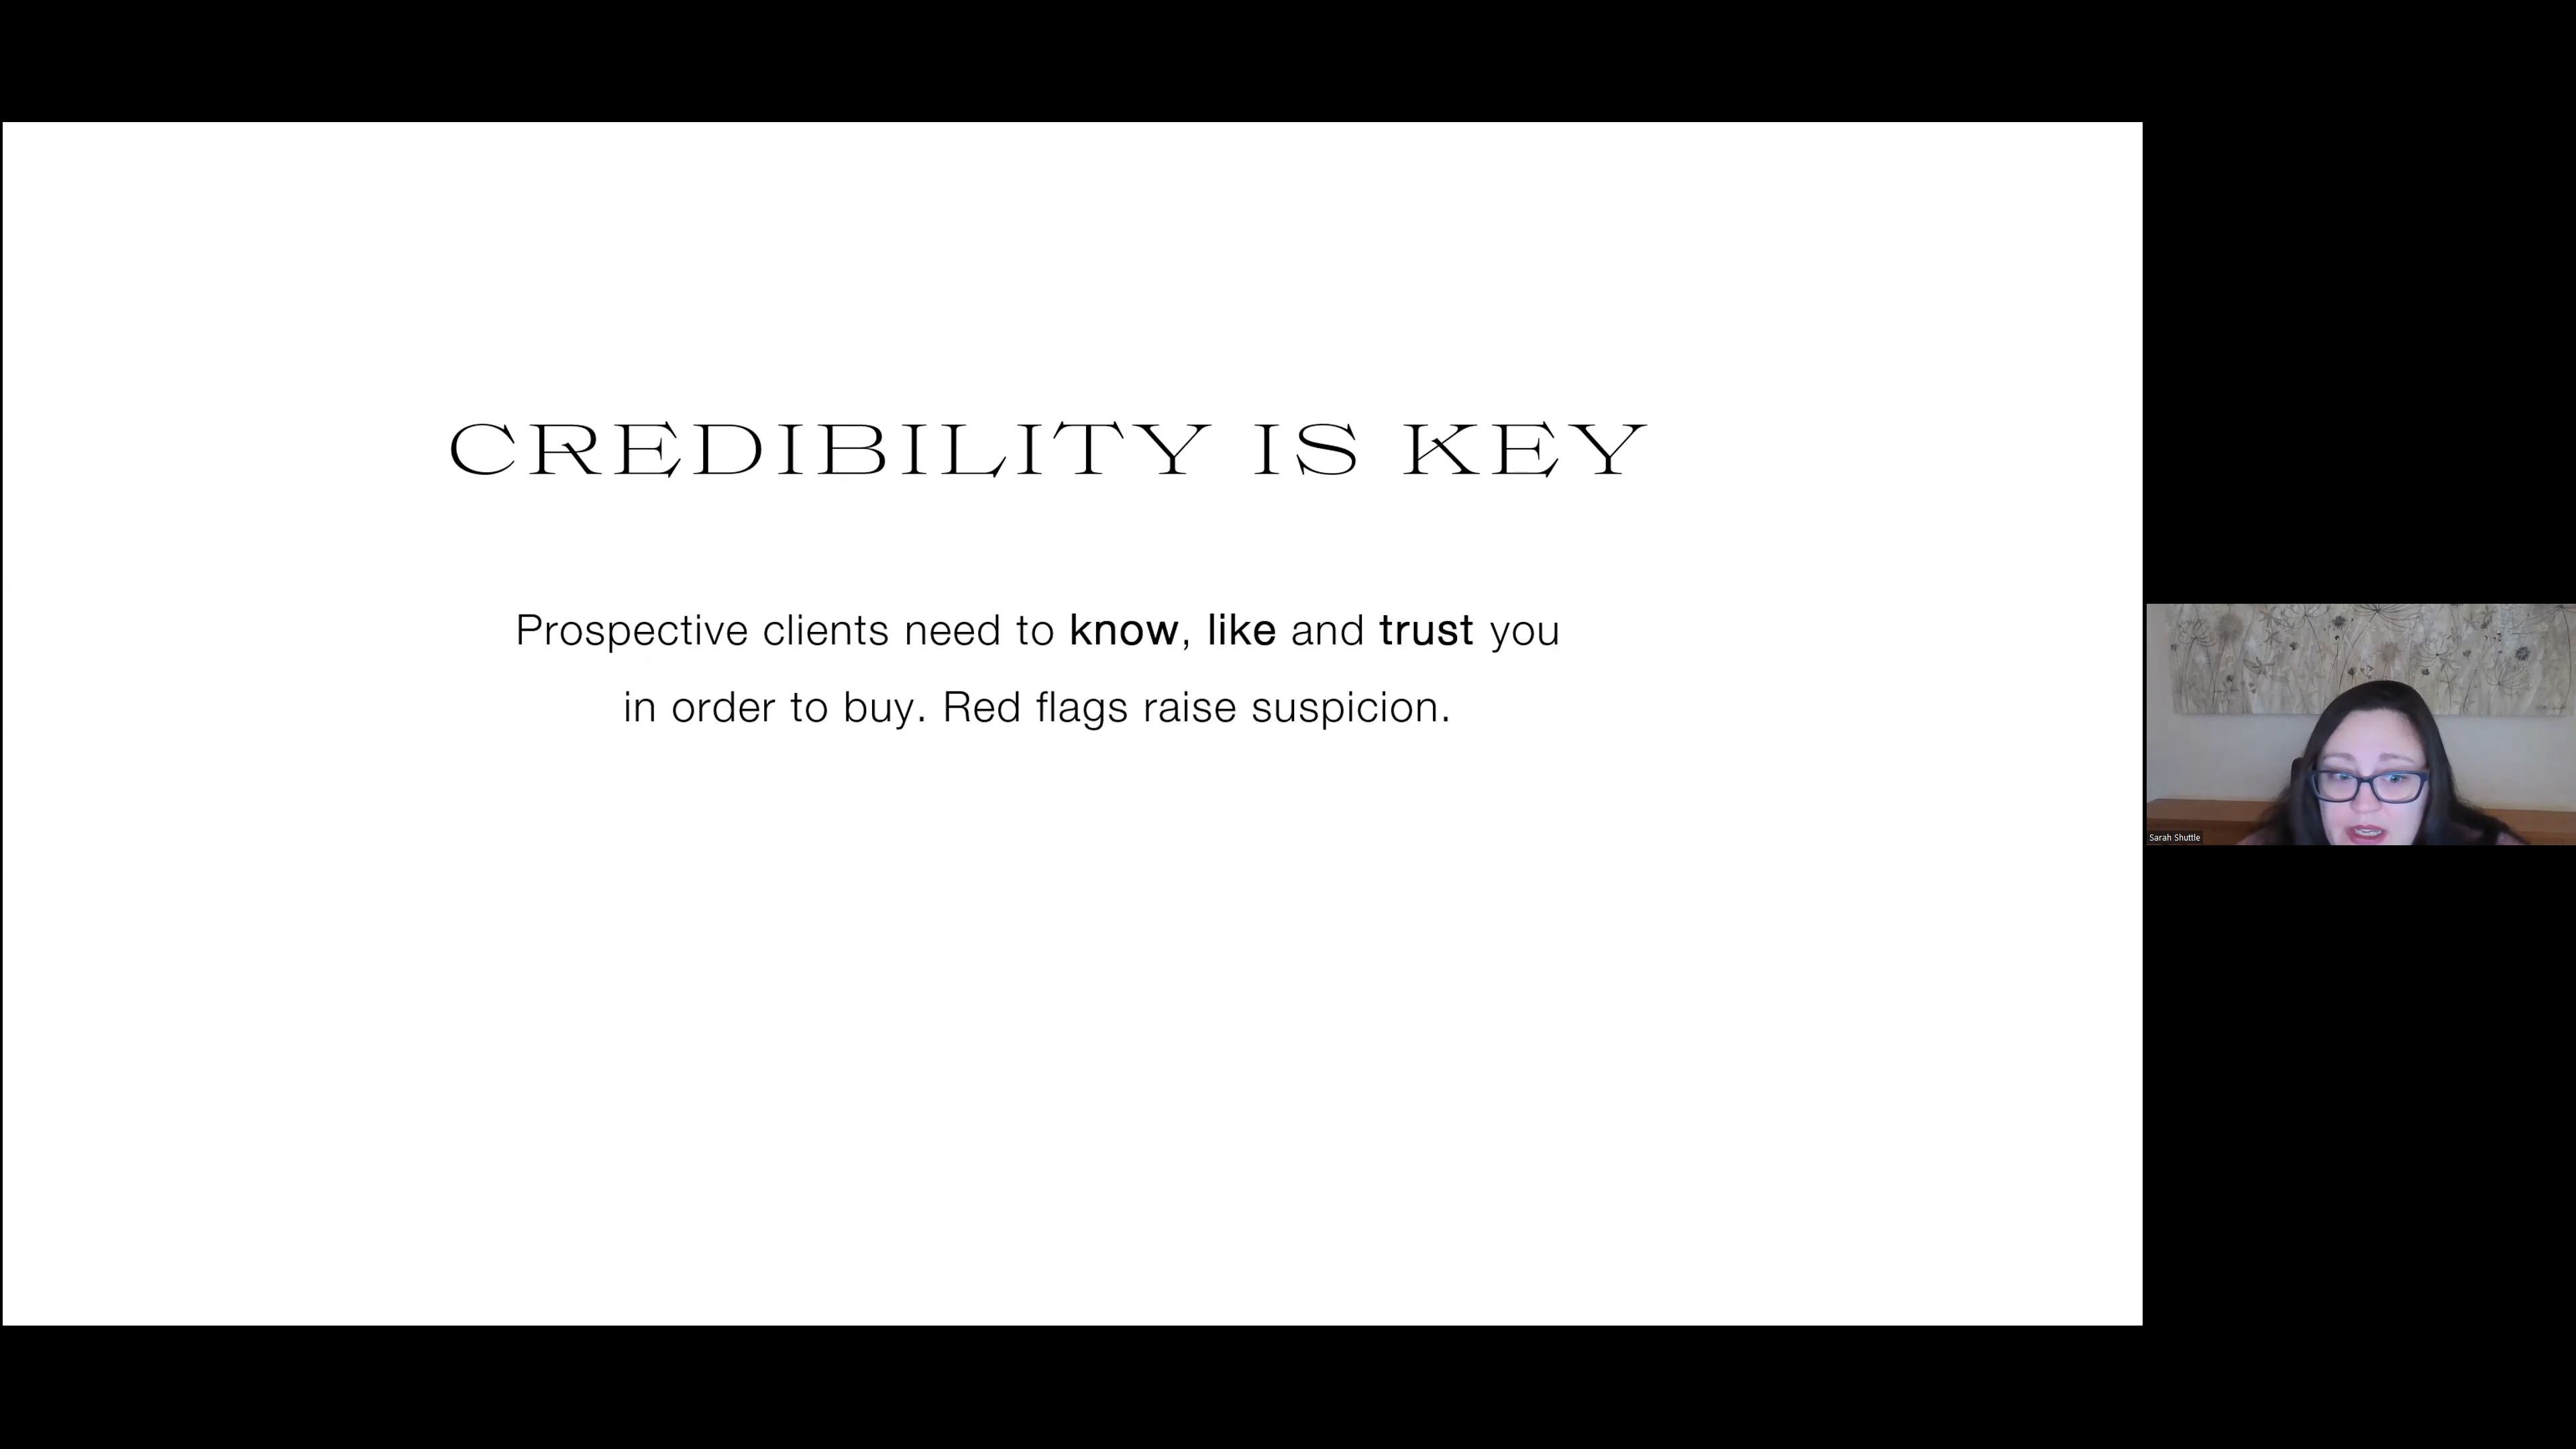 CREDIBILITY IS KEY
Prospective clients need to know, like and trust you
in order to buy. Red flags raise suspicion.
Sarah Shuttle